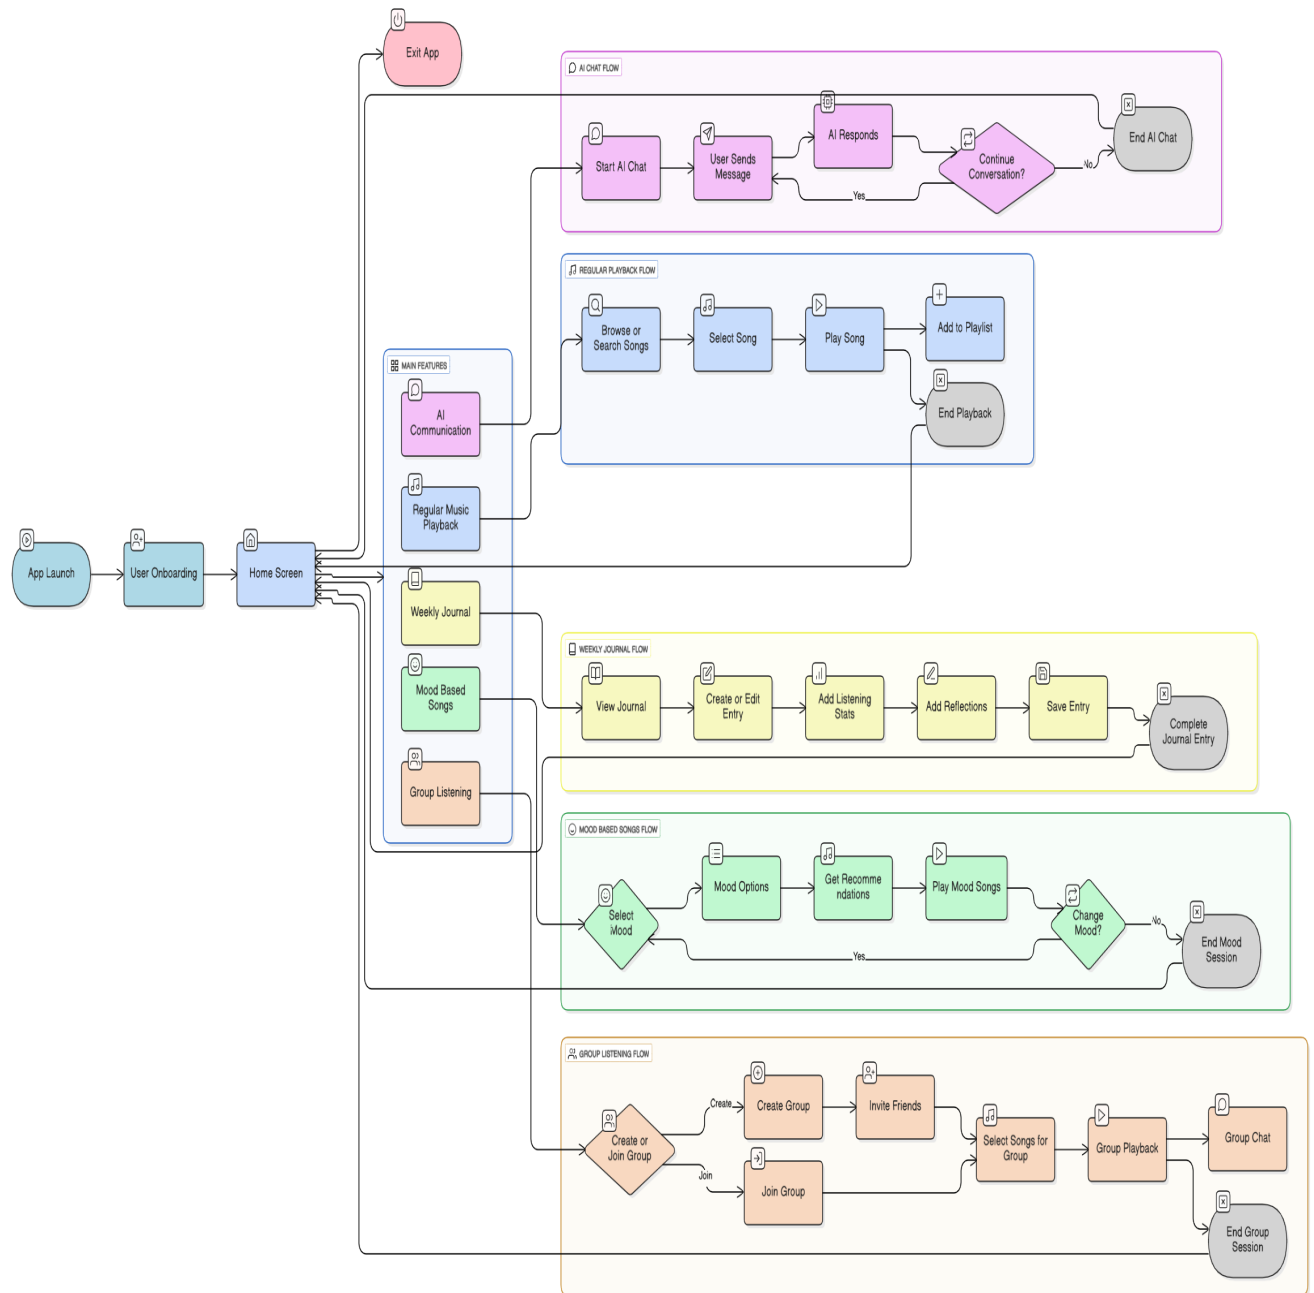 Exit App
AI CHAT FLOW
Start AI Chat
User Sends
Message
AI Responds
Continue
Conversation?
Yes
No
End AI Chat
REGULAR PLAYBACK FLOW
Browse or
Search Songs
Select Song
Play Song
Add to Playlist
End Playback
MAIN FEATURES
AI
Communication
Regular Music
Playback
Weekly Journal
Mood Based
Songs
Group Listening
App Launch
User Onboarding
Home Screen
WEEKLY JOURNAL FLOW
View Journal
Create or Edit
Entry
Add Listening
Stats
Add Reflections
Save Entry
Complete
Journal Entry
MOOD BASED SONGS FLOW
Select
Mood
Mood Options
Get Recomme
ndations
Play Mood Songs
Change
Mood?
Yes
No
End Mood
Session
GROUP LISTENING FLOW
Create or
Join Group
Create
Join
Create Group
Invite Friends
Join Group
Select Songs for
Group
Group Playback
Group Chat
End Group
Session